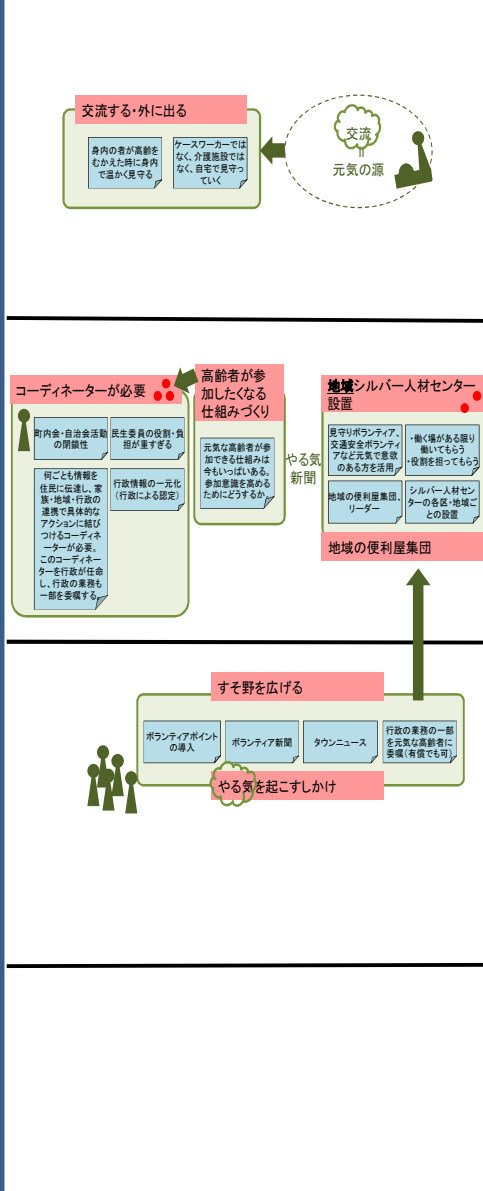 交流する・外に出る
身内の者が高齢を
むかえた時に身内
で温かく見守る
ケースワーカーでは
なく、介護施設では
なく、自宅で見守っ
ていく
交流
||
元気の源
コーディネーターが必要
町内会・自治会活動
の閉鎖性
民生委員の役割・負
担が重すぎる
何ごとも情報を
住民に伝達し、家
族・地域・行政の
連携で具体的な
アクションに結び
つけるコーディネ
ーターが必要。
このコーディネー
ターを行政が任命
し、行政の業務も
一部を委嘱する。
行政情報の一元化
（行政による認定）
高齢者が参
加したくなる
仕組みづくり
元気な高齢者が参
加できる仕組みは
今もいっぱいある。
参加意識を高める
ためにどうするか。
やる気
新聞
地域シルバー人材センター
設置
見守りボランティア、
交通安全ボランティ
アなど元気で意欲
のある方を活用
・働く場がある限り
働いてもらう
・役割を担ってもらう
地域の便利屋集団、
リーダー
シルバー人材セン
ターの各区・地域ご
との設置
地域の便利屋集団
すそ野を広げる
ボランティアポイント
の導入
ボランティア新聞
タウンニュース
行政の業務の一部
を元気な高齢者に
委嘱（有償でも可）
やる気を起こすしかけ